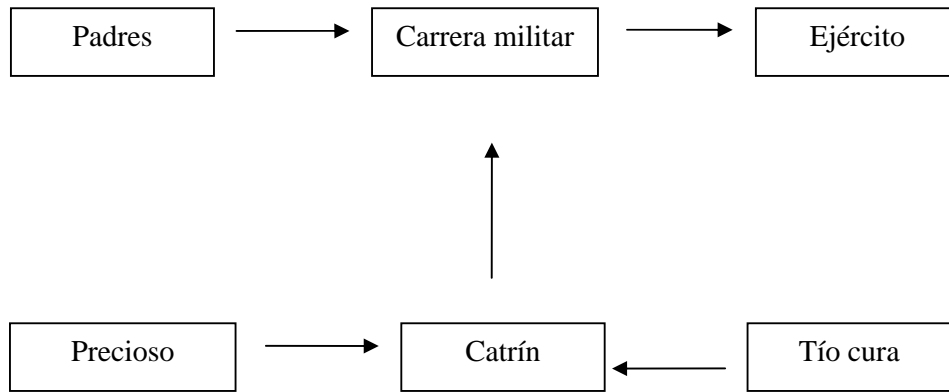 Padres
Carrera militar
Ejército
Precioso
Catrín
Tío cura